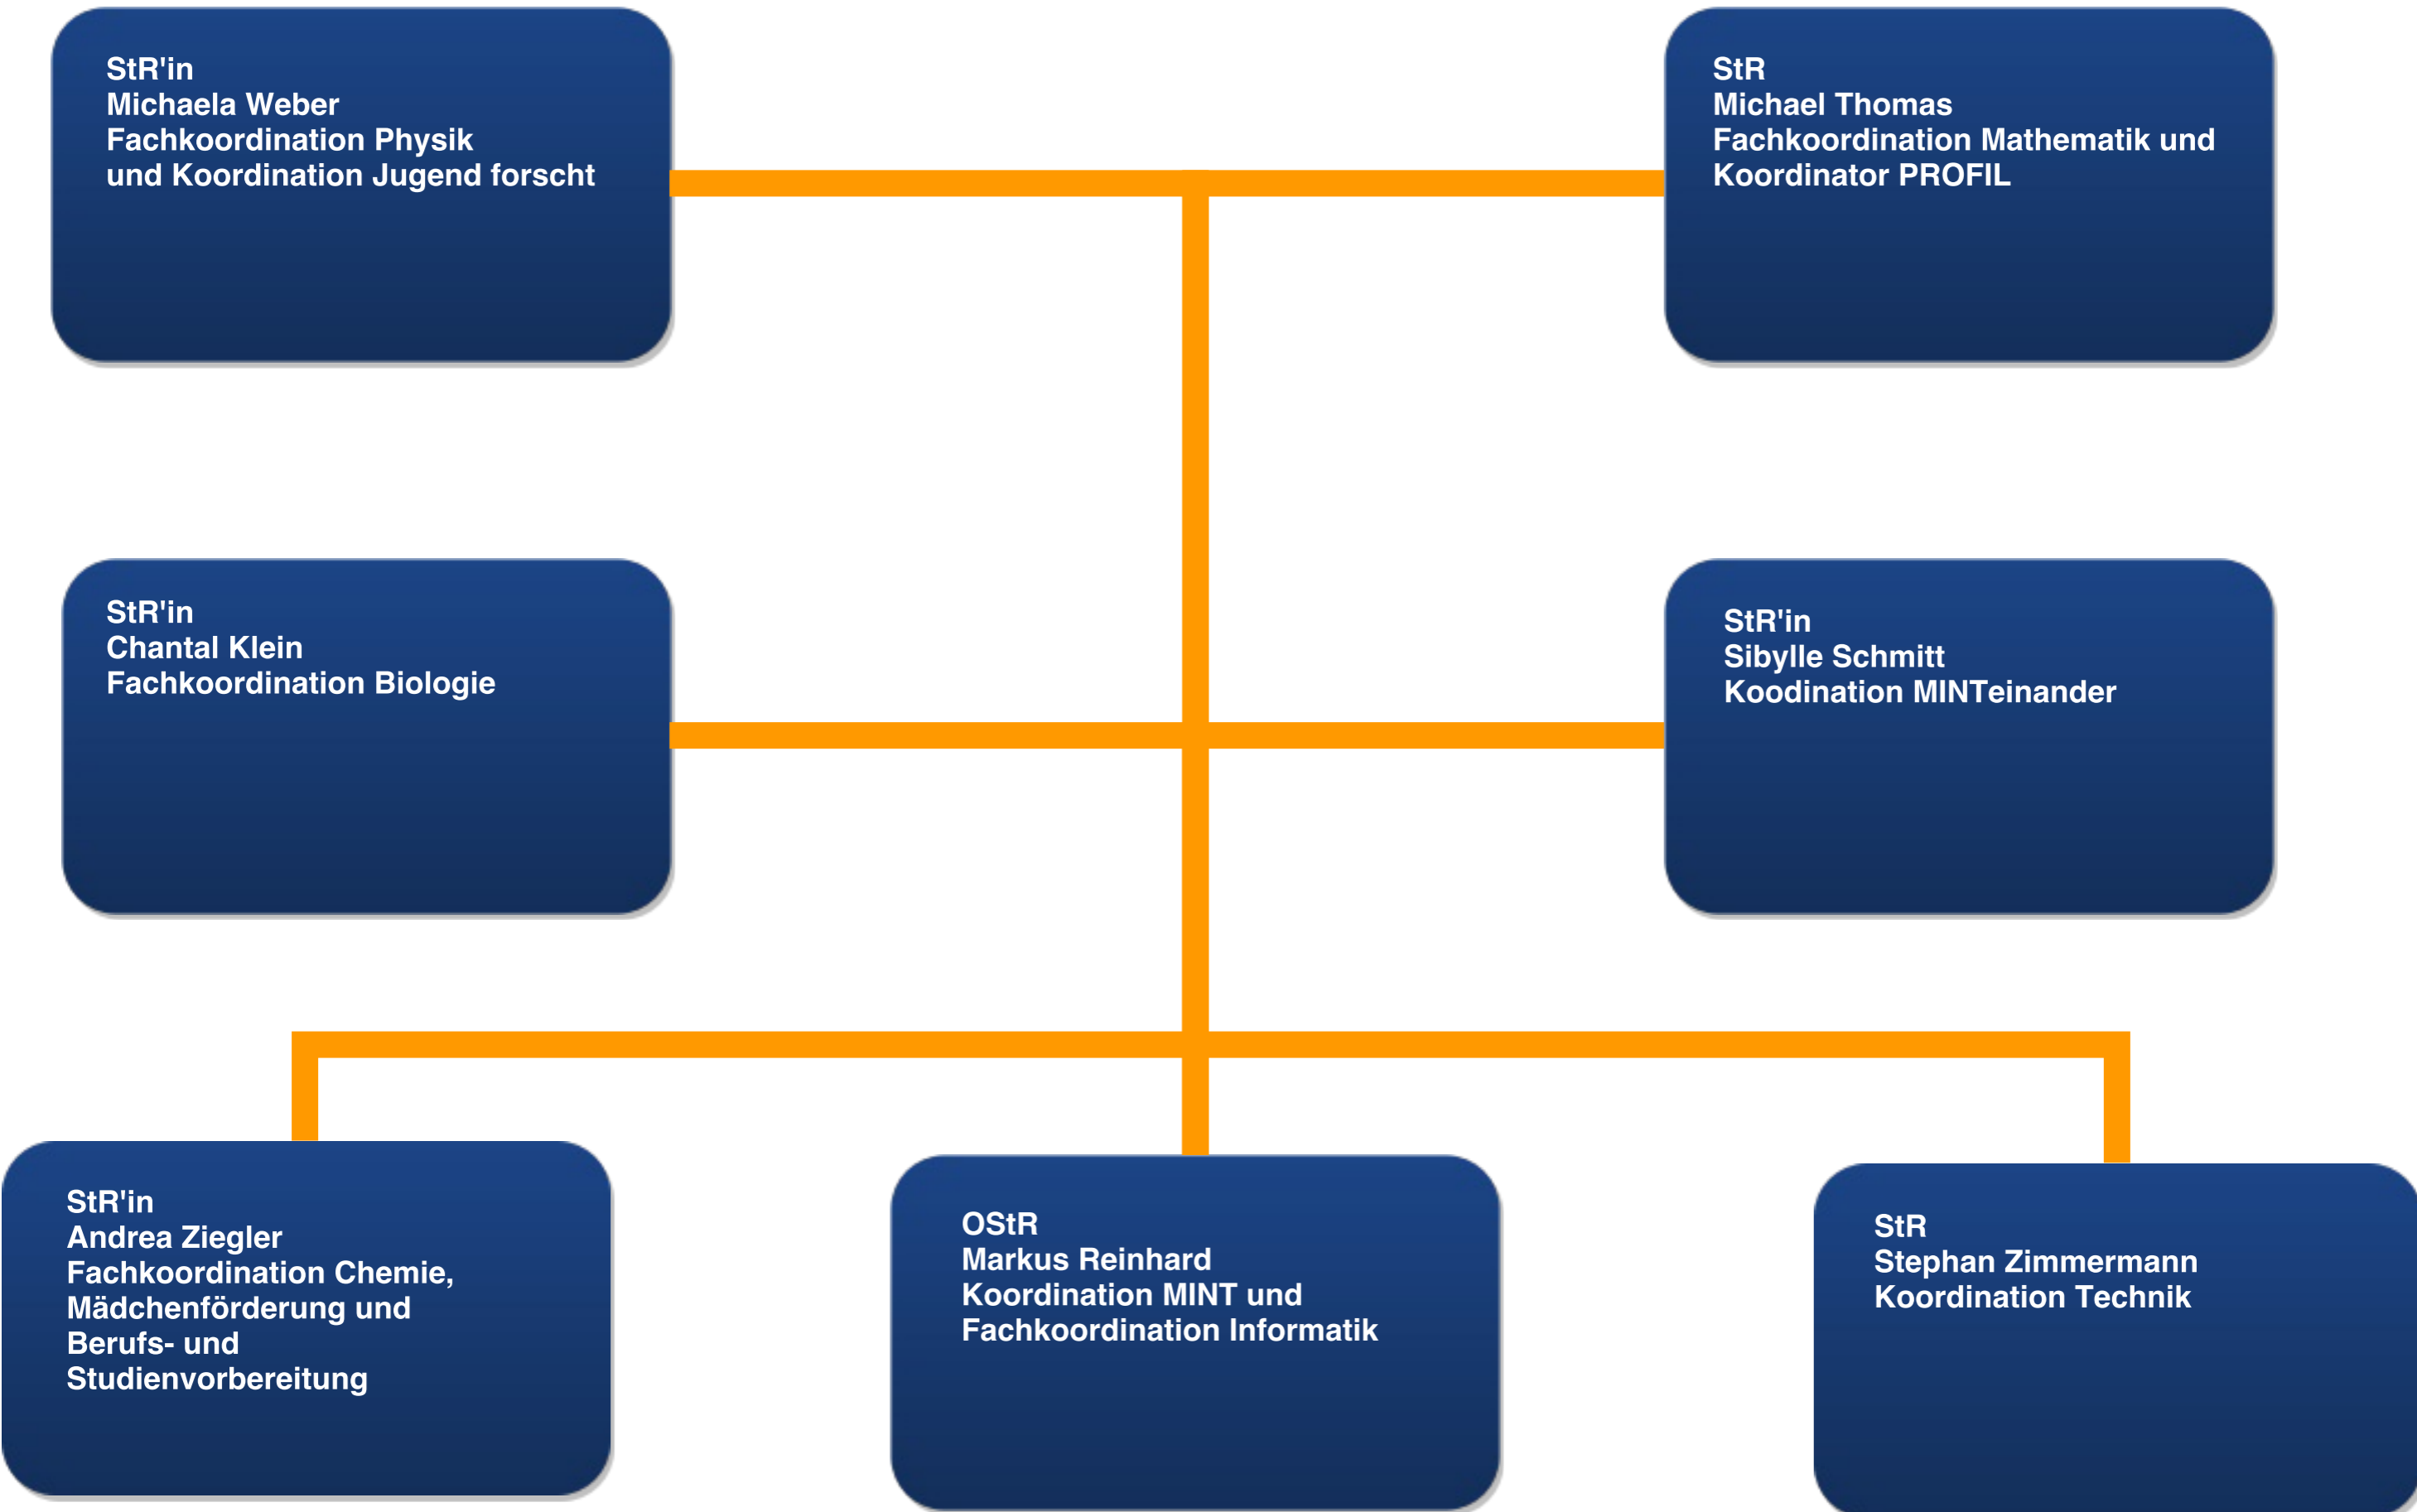 StR'in
Michaela Weber
Fachkoordination Physik
und Koordination Jugend forscht
StR
Michael Thomas
Fachkoordination Mathematik und
Koordinator PROFIL
StR'in
Chantal Klein
Fachkoordination Biologie
StR'in
Sibylle Schmitt
Koodination MINTeinander
StR'in
Andrea Ziegler
Fachkoordination Chemie,
Mädchenförderung und
Berufs- und
Studienvorbereitung
OStR
Markus Reinhard
Koordination MINT und
Fachkoordination Informatik
StR
Stephan Zimmermann
Koordination Technik